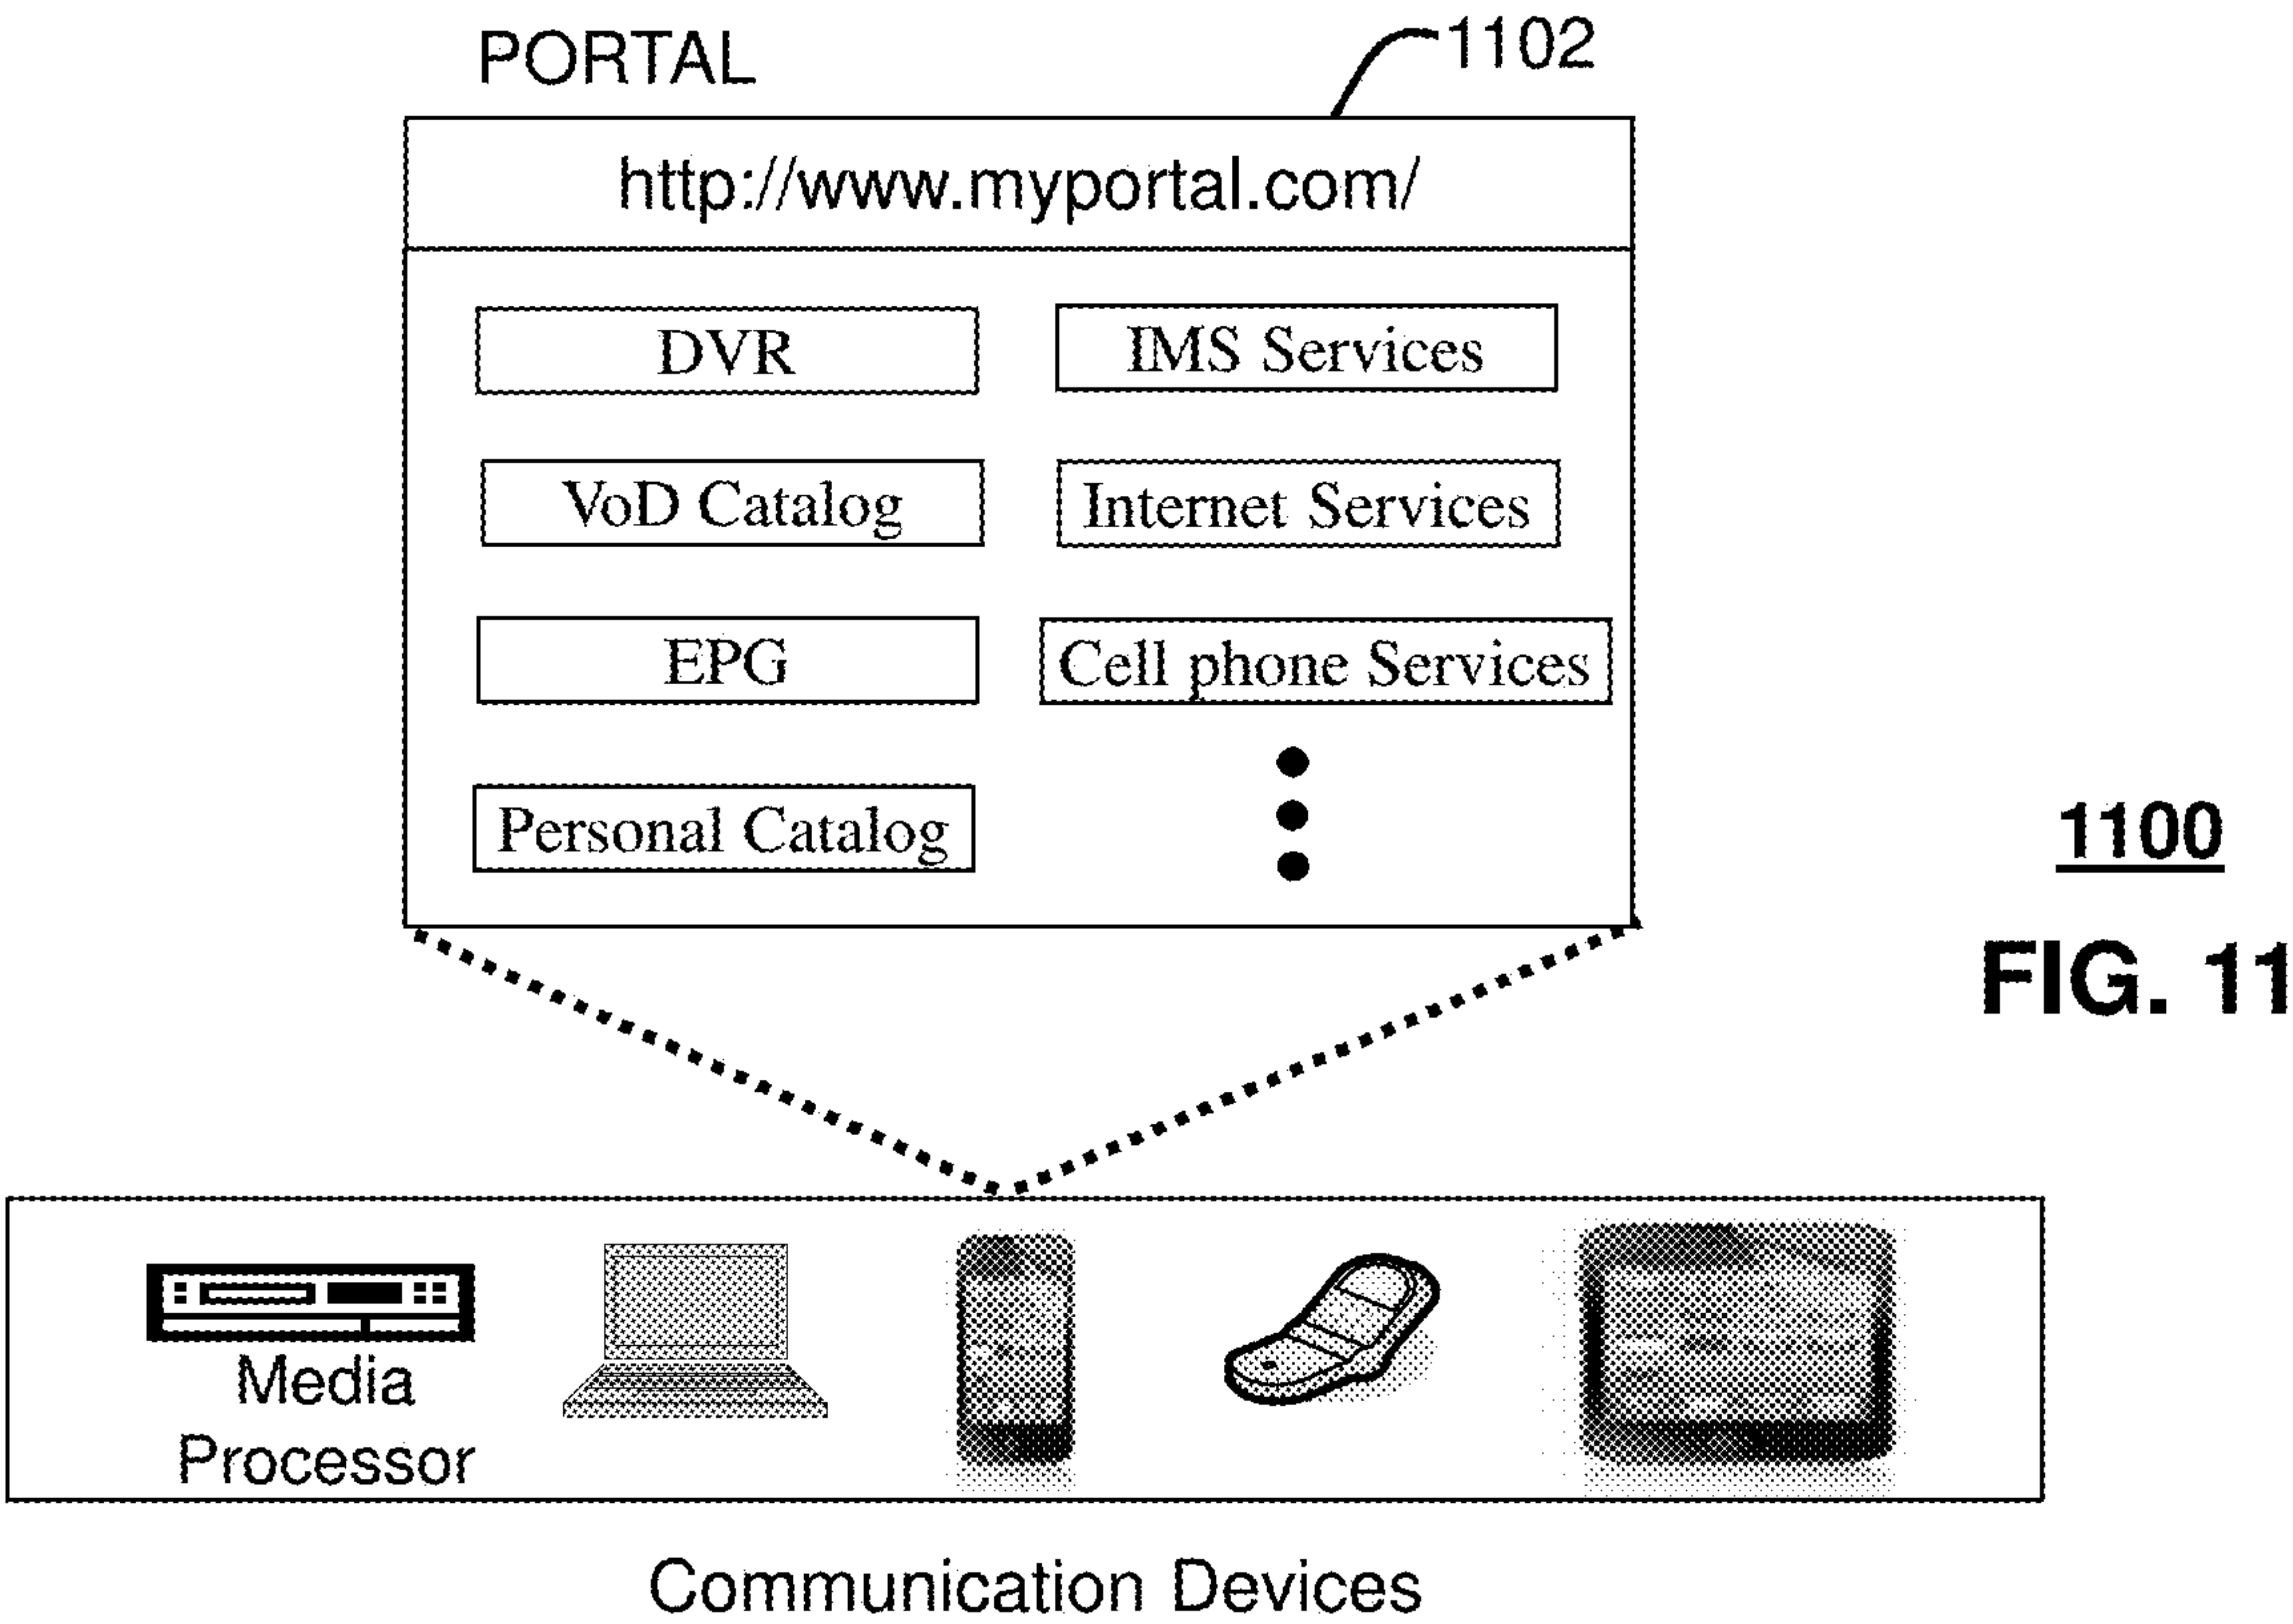 PORTAL
1102
http://www.myportal.com/
DVR
IMS Services
VoD Catalog
Internet Services
EPG
Cell phone Services
Personal Catalog
1100
FIG. 11
Media
Processor
Communication Devices